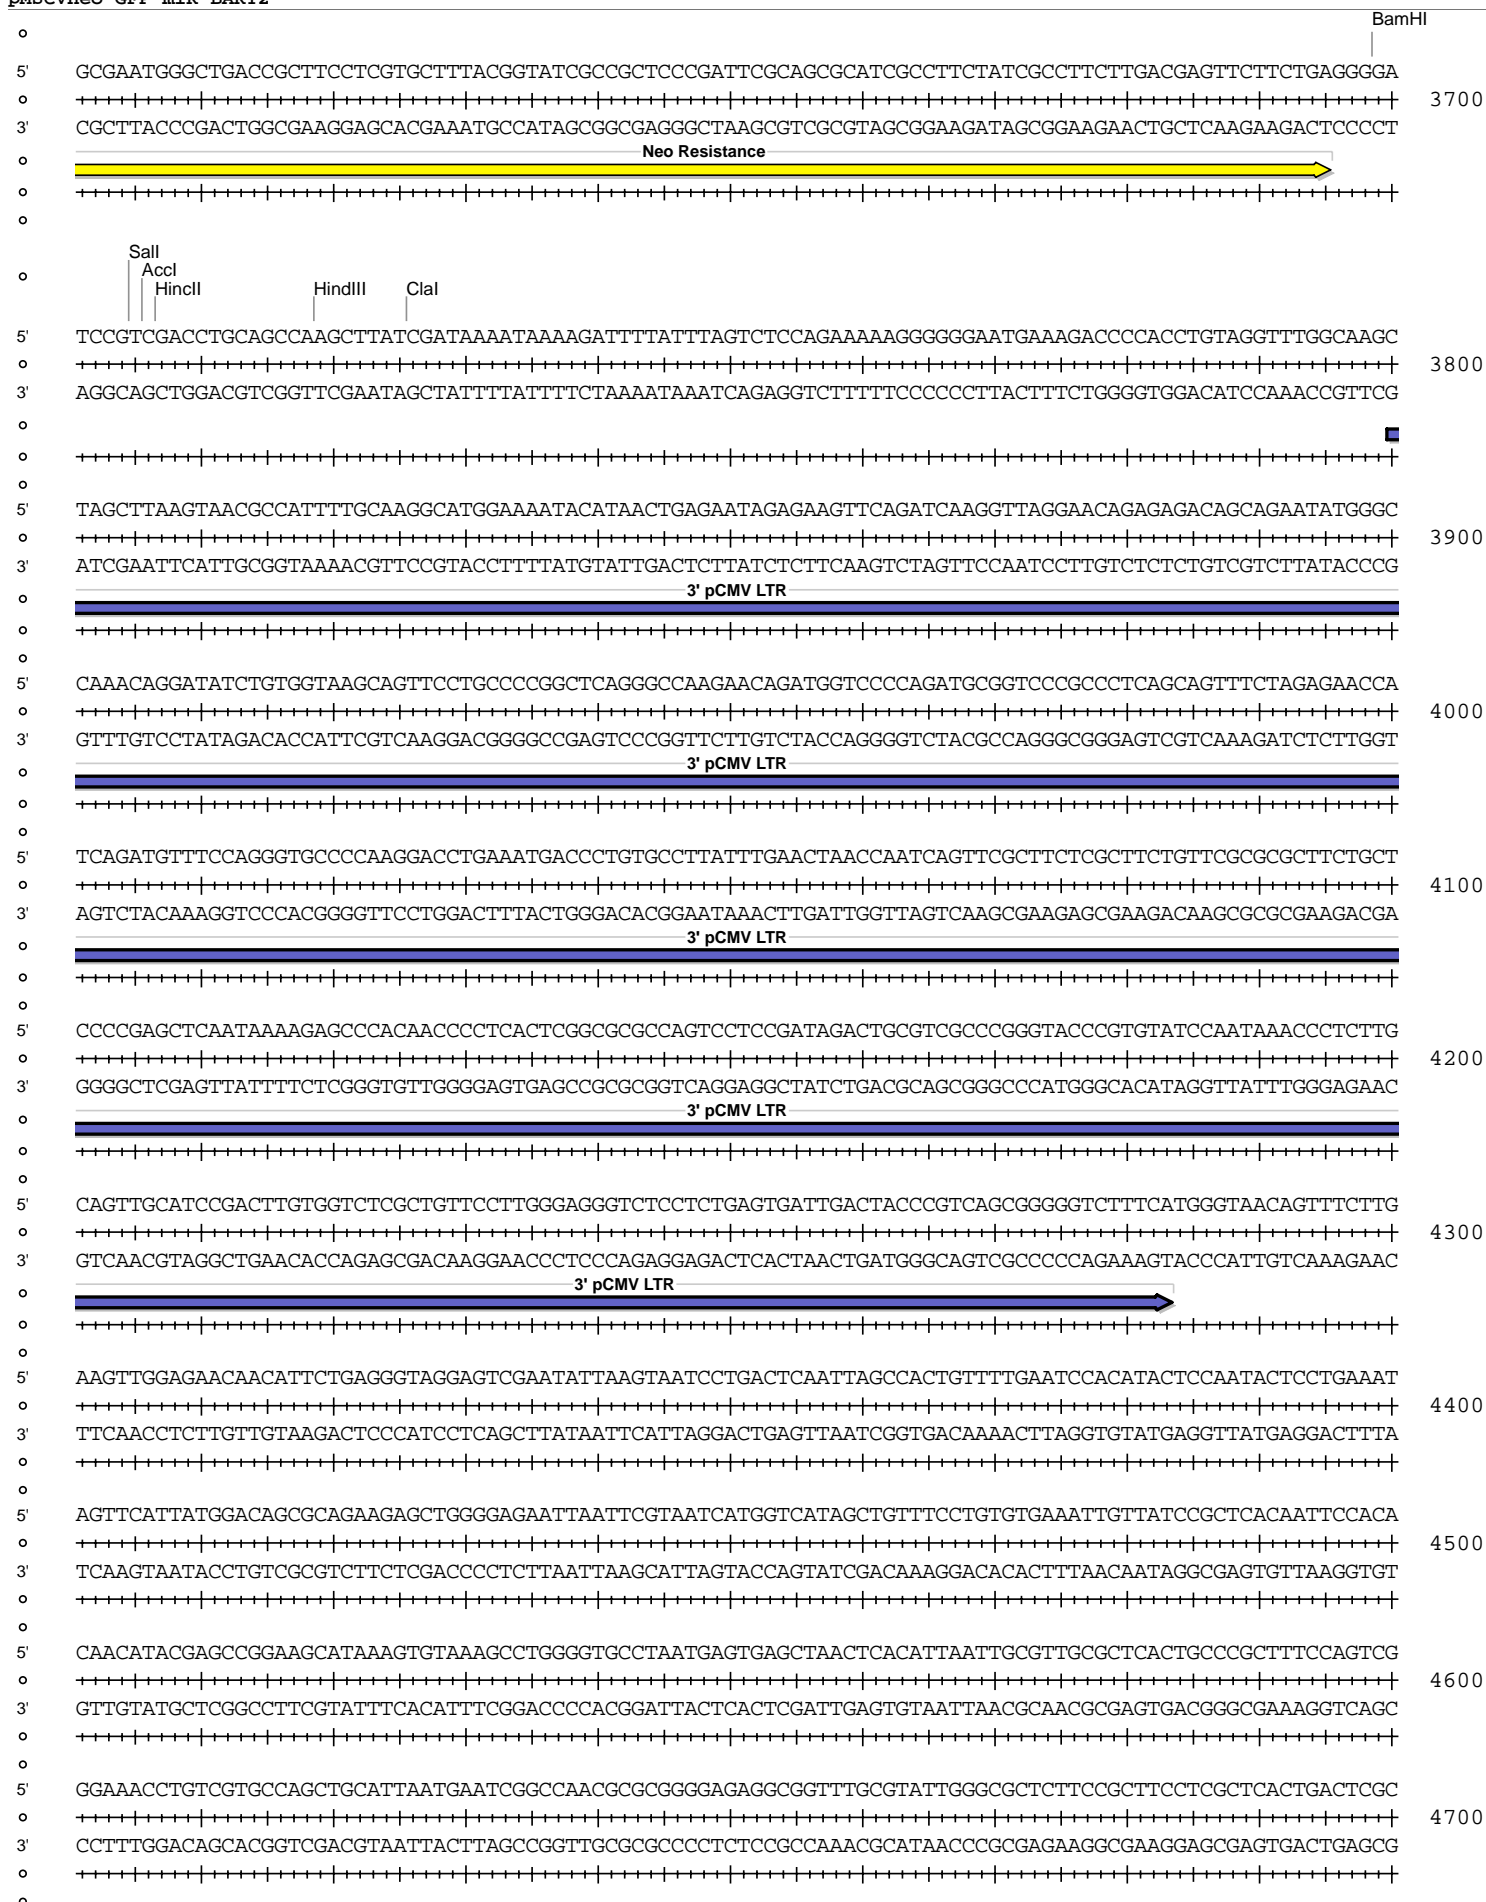 BamHI
5' GCGAATGGGCTGACCGCTTCCTCGTGCTTTACGGTATCGCCGCTCCCGATTCGCAGCGCATCGCCTTCTATCGCCTTCTTGACGAGTTCTTCTGAGGGGA
3700
3' CGCTTACCCGACTGGCGAAGGAGCACGAAATGCCATAGCGGCGAGGGCTAAGCGTCGCGTAGCGGAAGATAGCGGAAGAACTGCTCAAGAAGACTCCCCT
Neo Resistance
SalI
AccI
HincII HindIII ClaI
5' TCCGTCGACCTGCAGCCAAGCTTATCGATAAAATAAAAGATTTTATTTAGTCTCCAGAAAAAGGGGGGAATGAAAGACCCCACCTGTAGGTTTGGCAAGC
3800
3' AGGCAGCTGGACGTCGGTTCGAATAGCTATTTTATTTTCTAAAATAAATCAGAGGTCTTTTTCCCCCCTTACTTTCTGGGGTGGACATCCAAACCGTTCG
5' TAGCTTAAGTAACGCCATTTTGCAAGGCATGGAAAATACATAACTGAGAATAGAGAAGTTCAGATCAAGGTTAGGAACAGAGAGACAGCAGAATATGGGC
3900
3' ATCGAATTCATTGCGGTAAAACGTTCCGTACCTTTTATGTATTGACTCTTATCTCTTCAAGTCTAGTTCCAATCCTTGTCTCTCTGTCGTCTTATACCCG
3' pCMV LTR
5' CAAACAGGATATCTGTGGTAAGCAGTTCCTGCCCCGGCTCAGGGCCAAGAACAGATGGTCCCCAGATGCGGTCCCGCCCTCAGCAGTTTCTAGAGAACCA
4000
3' GTTTGTCCTATAGACACCATTCGTCAAGGACGGGGCCGAGTCCCGGTTCTTGTCTACCAGGGGTCTACGCCAGGGCGGGAGTCGTCAAAGATCTCTTGGT
3' pCMV LTR
5' TCAGATGTTTCCAGGGTGCCCCAAGGACCTGAAATGACCCTGTGCCTTATTTGAACTAACCAATCAGTTCGCTTCTCGCTTCTGTTCGCGCGCTTCTGCT
4100
3' AGTCTACAAAGGTCCCACGGGGTTCCTGGACTTTACTGGGACACGGAATAAACTTGATTGGTTAGTCAAGCGAAGAGCGAAGACAAGCGCGCGAAGACGA
3' pCMV LTR
5' CCCCGAGCTCAATAAAAGAGCCCACAACCCCTCACTCGGCGCGCCAGTCCTCCGATAGACTGCGTCGCCCGGGTACCCGTGTATCCAATAAACCCTCTTG
4200
3' GGGGCTCGAGTTATTTTCTCGGGTGTTGGGGAGTGAGCCGCGCGGTCAGGAGGCTATCTGACGCAGCGGGCCCATGGGCACATAGGTTATTTGGGAGAAC
3' pCMV LTR
5' CAGTTGCATCCGACTTGTGGTCTCGCTGTTCCTTGGGAGGGTCTCCTCTGAGTGATTGACTACCCGTCAGCGGGGGTCTTTCATGGGTAACAGTTTCTTG
4300
3' GTCAACGTAGGCTGAACACCAGAGCGACAAGGAACCCTCCCAGAGGAGACTCACTAACTGATGGGCAGTCGCCCCCAGAAAGTACCCATTGTCAAAGAAC
3' pCMV LTR
5' AAGTTGGAGAACAACATTCTGAGGGTAGGAGTCGAATATTAAGTAATCCTGACTCAATTAGCCACTGTTTTGAATCCACATACTCCAATACTCCTGAAAT
4400
3' TTCAACCTCTTGTTGTAAGACTCCCATCCTCAGCTTATAATTCATTAGGACTGAGTTAATCGGTGACAAAACTTAGGTGTATGAGGTTATGAGGACTTTA
5' AGTTCATTATGGACAGCGCAGAAGAGCTGGGGAGAATTAATTCGTAATCATGGTCATAGCTGTTTCCTGTGTGAAATTGTTATCCGCTCACAATTCCACA
4500
3' TCAAGTAATACCTGTCGCGTCTTCTCGACCCCTCTTAATTAAGCATTAGTACCAGTATCGACAAAGGACACACTTTAACAATAGGCGAGTGTTAAGGTGT
5' CAACATACGAGCCGGAAGCATAAAGTGTAAAGCCTGGGGTGCCTAATGAGTGAGCTAACTCACATTAATTGCGTTGCGCTCACTGCCCGCTTTCCAGTCG
4600
3' GTTGTATGCTCGGCCTTCGTATTTCACATTTCGGACCCCACGGATTACTCACTCGATTGAGTGTAATTAACGCAACGCGAGTGACGGGCGAAAGGTCAGC
5' GGAAACCTGTCGTGCCAGCTGCATTAATGAATCGGCCAACGCGCGGGGAGAGGCGGTTTGCGTATTGGGCGCTCTTCCGCTTCCTCGCTCACTGACTCGC
4700
3' CCTTTGGACAGCACGGTCGACGTAATTACTTAGCCGGTTGCGCGCCCCTCTCCGCCAAACGCATAACCCGCGAGAAGGCGAAGGAGCGAGTGACTGAGCG